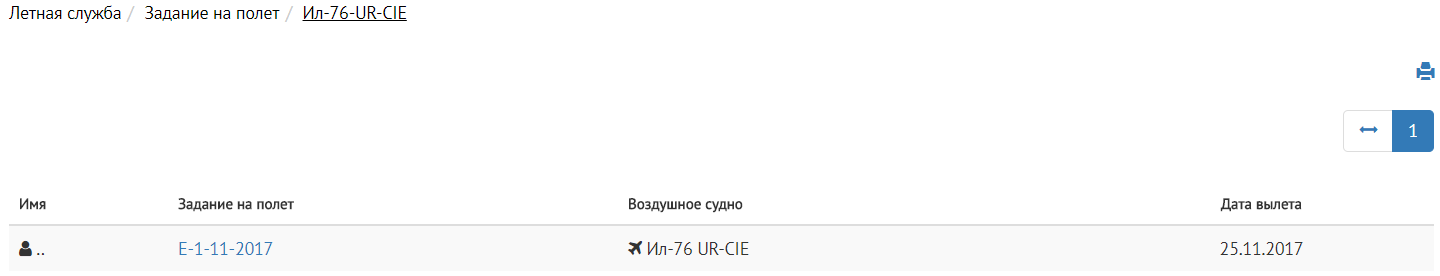 Летная служба / Задание на полет / Ил-76-UR-CIE
1
Имя Задание на полет Воздушное судно Дата вылета
.. Е-1-11-2017 Ил-76 UR-CIE 25.11.2017